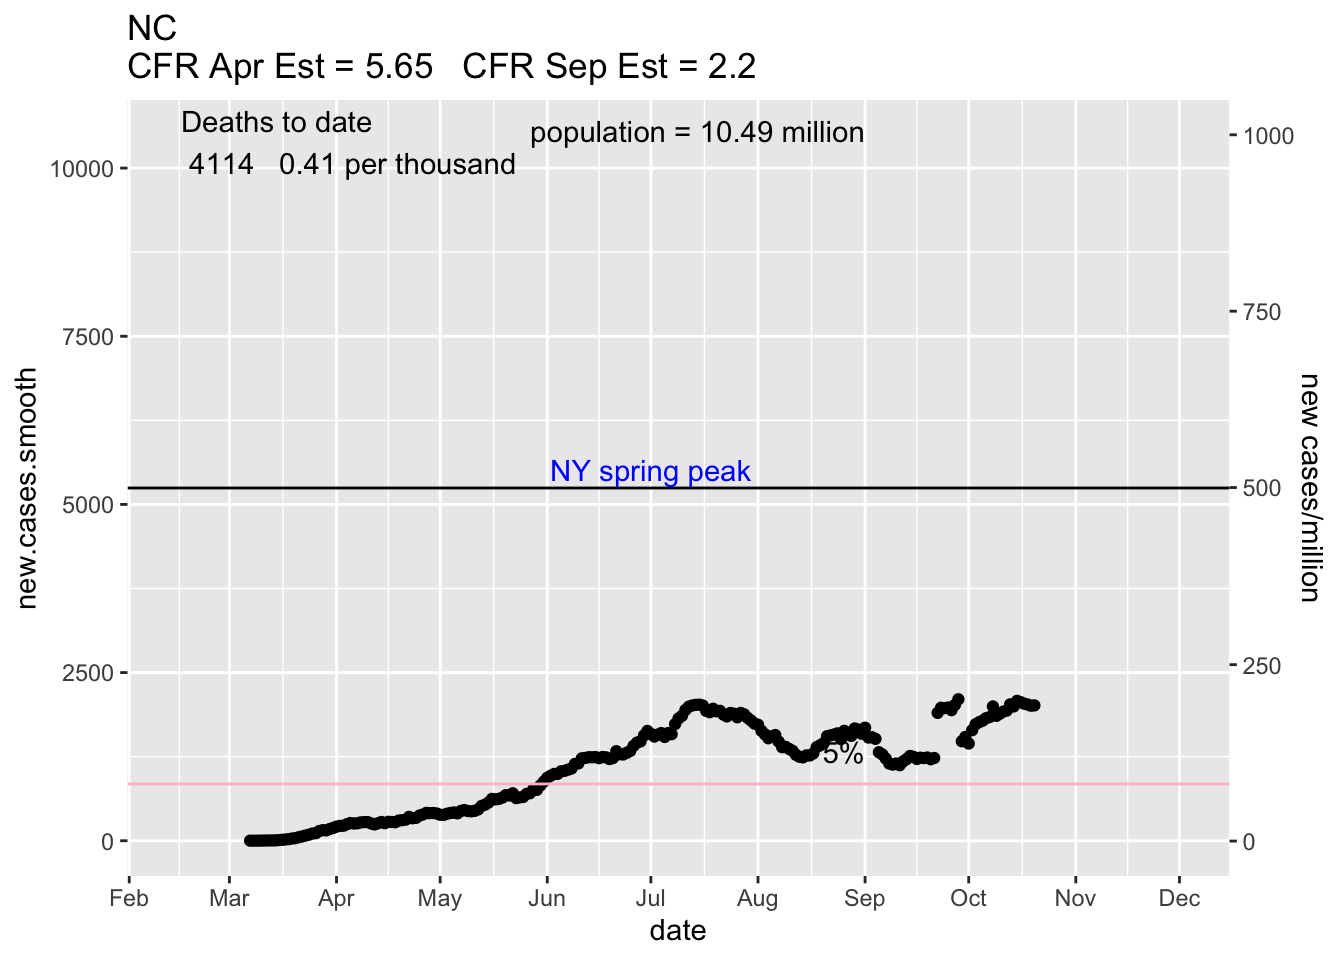 NC
CFR Apr Est = 5.65   CFR Sep Est = 2.2
Deaths to date
4114   0.41 per thousand
population = 10.49 million
10000
7500
5000
2500
0
new.cases.smooth
1000
750
500
250
0
new cases/million
NY spring peak
5%
Feb Mar Apr May Jun Jul Aug Sep Oct Nov Dec
date